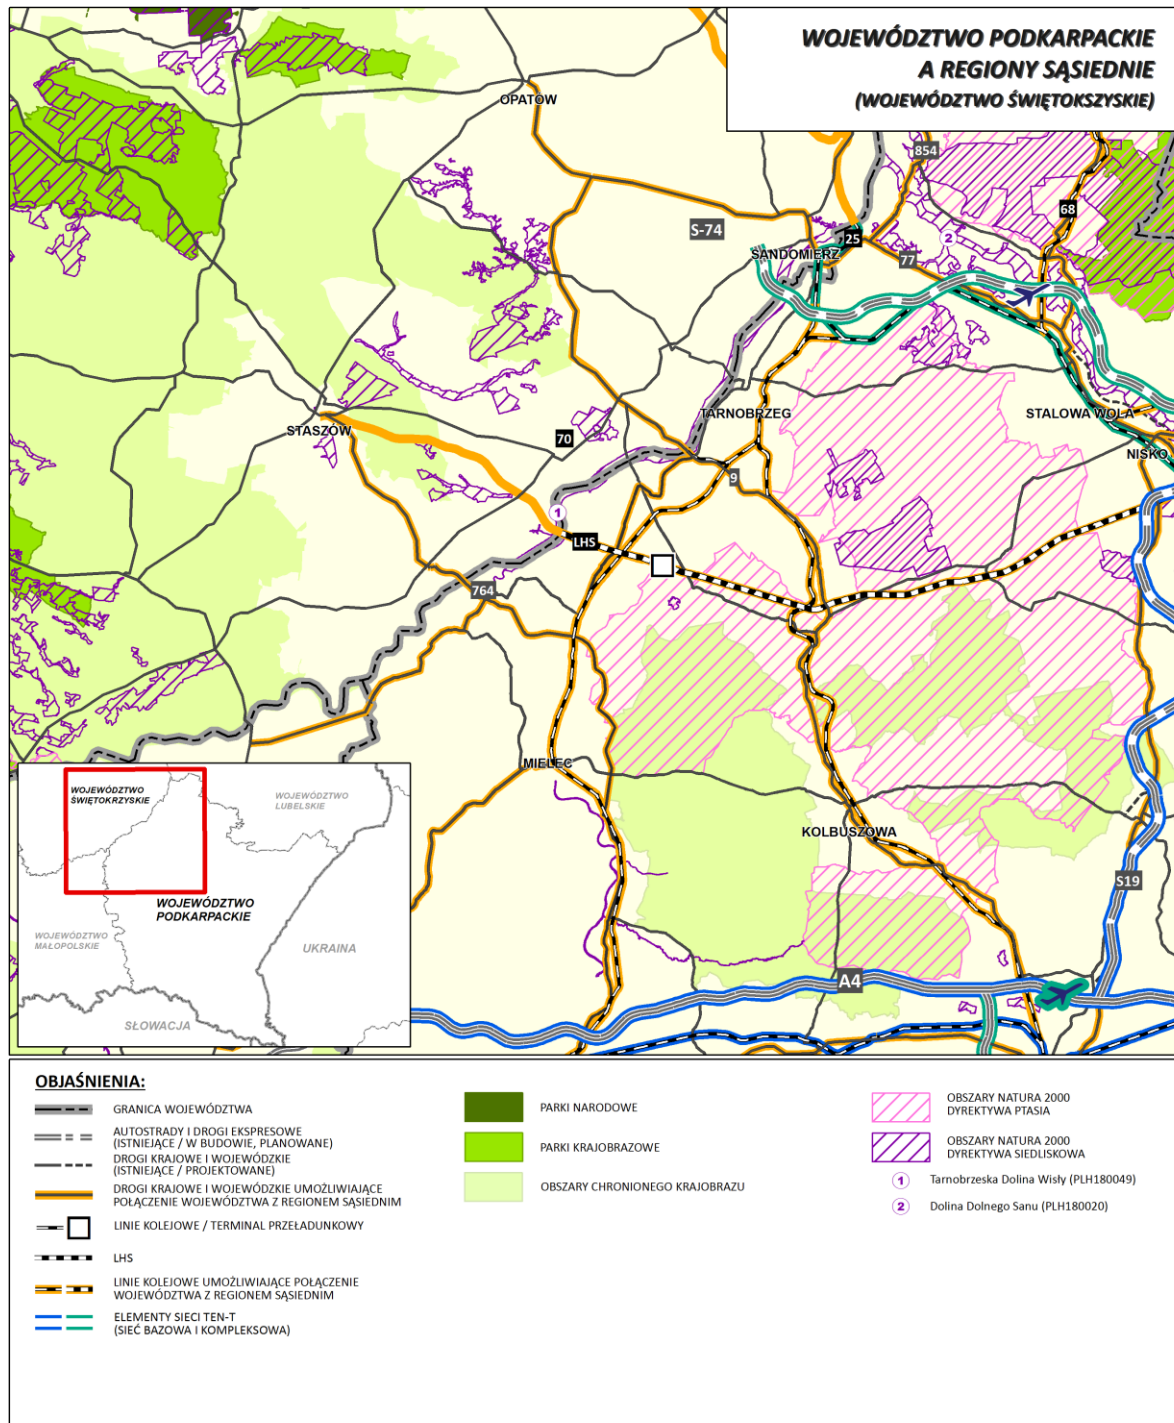 WOJEWÓDZTWO PODKARPACKIE
A REGIONY SĄSIEDNIE
(WOJEWÓDZTWO ŚWIĘTOKSZYSKIE)
OPATÓW
854
68
S-74
25
SANDOMIERZ
2
77
TARNOBRZEG
STALOWA WOLA
STASZÓW
70
NISKO
9
1
LHS
764
MIELEC
KOLBUSZOWA
S19
A4
WOJEWÓDZTWO
ŚWIĘTOKRZYSKIE
WOJEWÓDZTWO
LUBELSKIE
WOJEWÓDZTWO
PODKARPACKIE
WOJEWÓDZTWO
MAŁOPOLSKIE
UKRAINA
SŁOWACJA
OBJAŚNIENIA:
GRANICA WOJEWÓDZTWA
AUTOSTRADY I DROGI EKSPRESOWE
(ISTNIEJĄCE / W BUDOWIE, PLANOWANE)
DROGI KRAJOWE I WOJEWÓDZKIE
(ISTNIEJĄCE / PROJEKTOWANE)
DROGI KRAJOWE I WOJEWÓDZKIE UMOŻLIWIAJĄCE
POŁĄCZENIE WOJEWÓDZTWA Z REGIONEM SĄSIEDNIM
LINIE KOLEJOWE / TERMINAL PRZEŁADUNKOWY
LHS
LINIE KOLEJOWE UMOŻLIWIAJĄCE POŁĄCZENIE
WOJEWÓDZTWA Z REGIONEM SĄSIEDNIM
ELEMENTY SIECI TEN-T
(SIEĆ BAZOWA I KOMPLEKSOWA)
PARKI NARODOWE
PARKI KRAJOBRAZOWE
OBSZARY CHRONIONEGO KRAJOBRAZU
OBSZARY NATURA 2000
DYREKTYWA PTASIA
OBSZARY NATURA 2000
DYREKTYWA SIEDLISKOWA
1 Tarnobrzeska Dolina Wisły (PLH180049)
2 Dolina Dolnego Sanu (PLH180020)